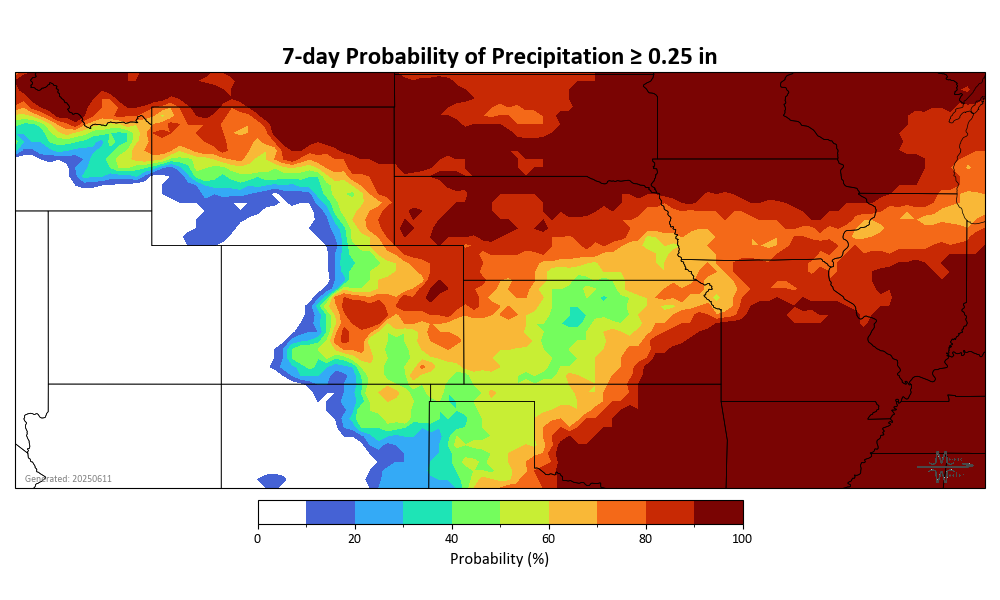 7-day Probability of Precipitation ≥ 0.25 in
Generated: 20250611
0 20 40 60 80 100
Probability (%)